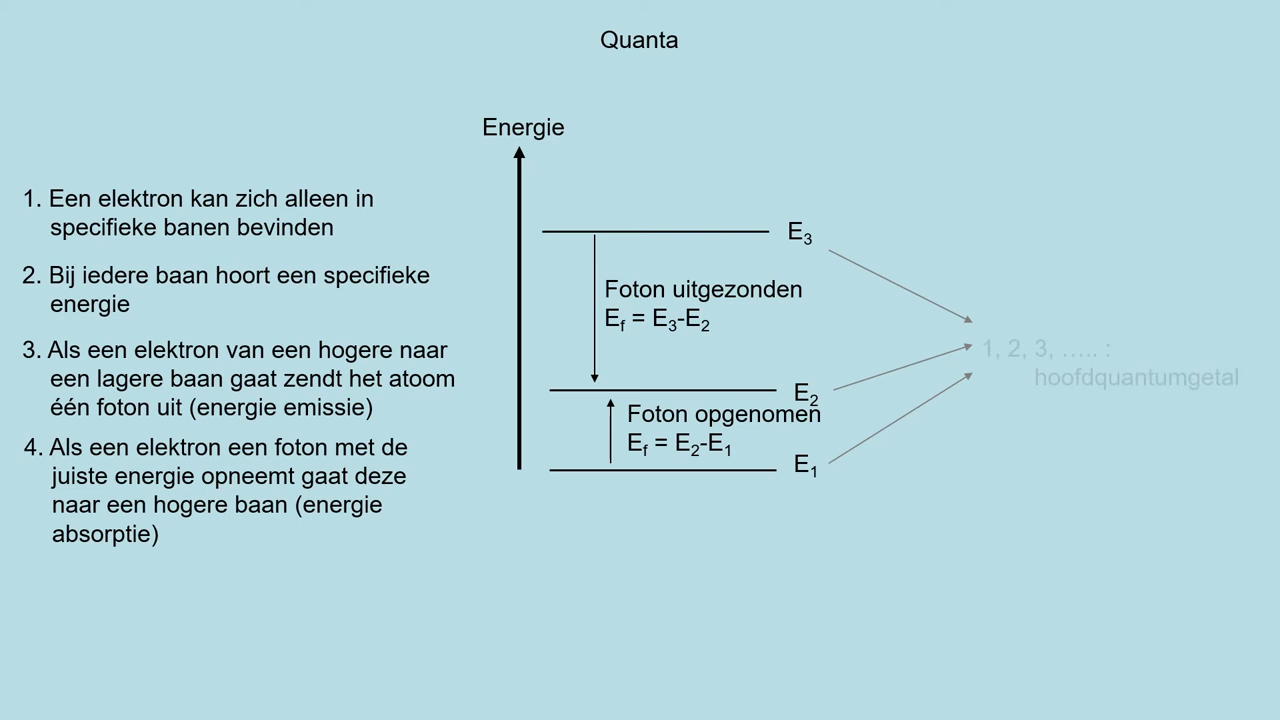 Quanta
Energie
1. Een elektron kan zich alleen in
specifieke banen bevinden
2. Bij iedere baan hoort een specifieke
energie
3. Als een elektron van een hogere naar
een lagere baan gaat zendt het atoom
één foton uit (energie emissie)
4. Als een elektron een foton met de
juiste energie opneemt gaat deze
naar een hogere baan (energie
absorptie)
E₃
Foton uitgezonden
E_f = E₃-E₂
E₂
Foton opgenomen
E_f = E₂-E₁
E₁
1, 2, 3, ….. :
hoofdquantumgetal